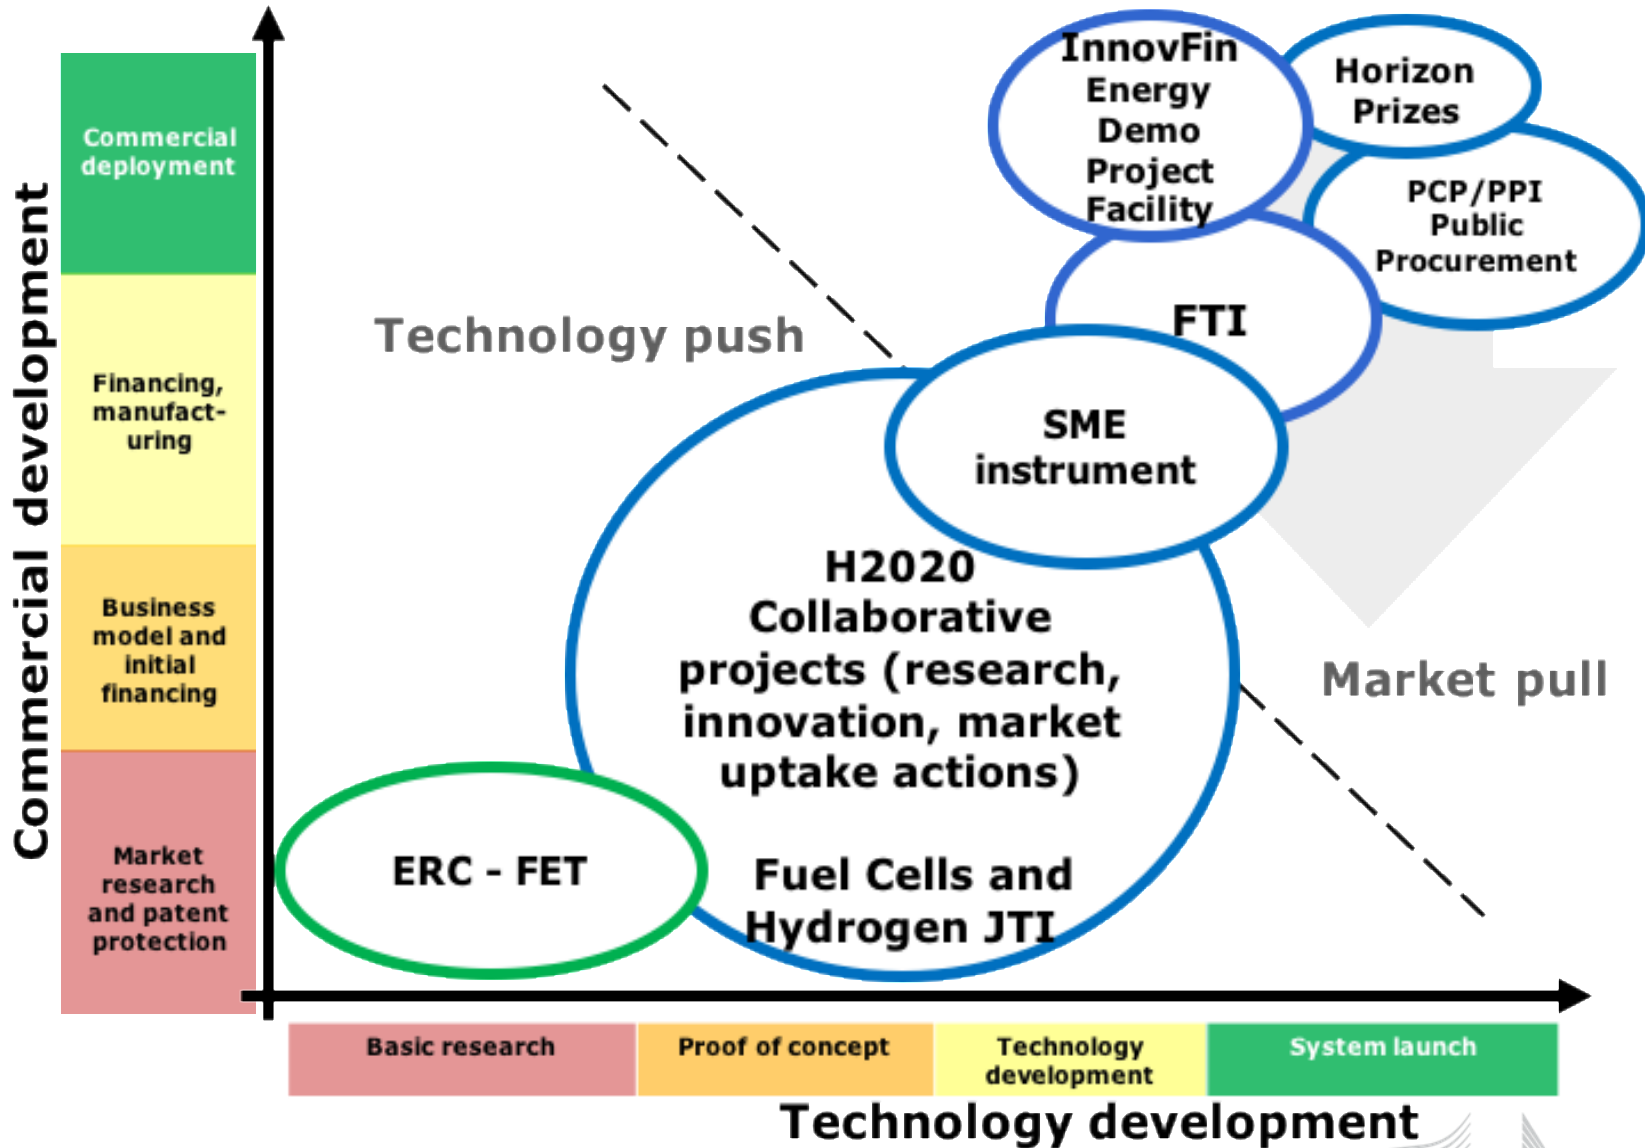 Commercial development
Commercial
deployment
Financing,
manufact-
uring
Business
model and
initial
financing
Market
research
and patent
protection
InnovFin
Energy
Demo
Project
Facility
Horizon
Prizes
PCP/PPI
Public
Procurement
FTI
Technology push
SME
instrument
H2020
Collaborative
projects (research,
innovation, market
uptake actions)
Fuel Cells and
Hydrogen JTI
Market pull
ERC - FET
Basic research
Proof of concept
Technology
development
System launch
Technology development